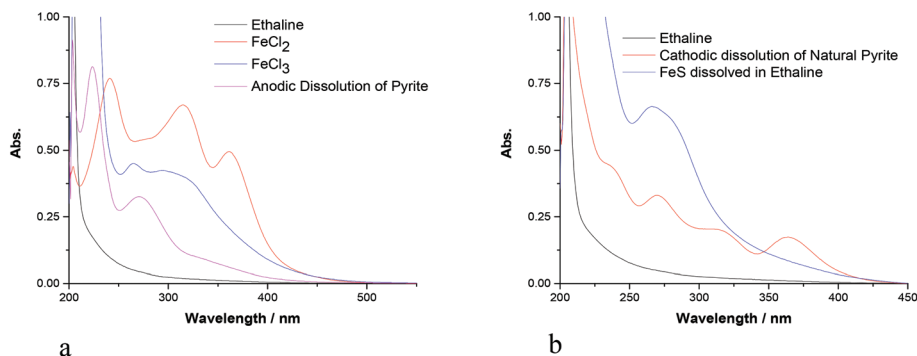 1.00
0.75
0.50
0.25
0.00
Abs.
200
300
400
500
Wavelength / nm
Ethaline
FeCl2
FeCl3
Anodic Dissolution of Pyrite
a
1.00
0.75
0.50
0.25
0.00
Abs.
200
250
300
350
400
450
Wavelength / nm
Ethaline
Cathodic dissolution of Natural Pyrite
FeS dissolved in Ethaline
b